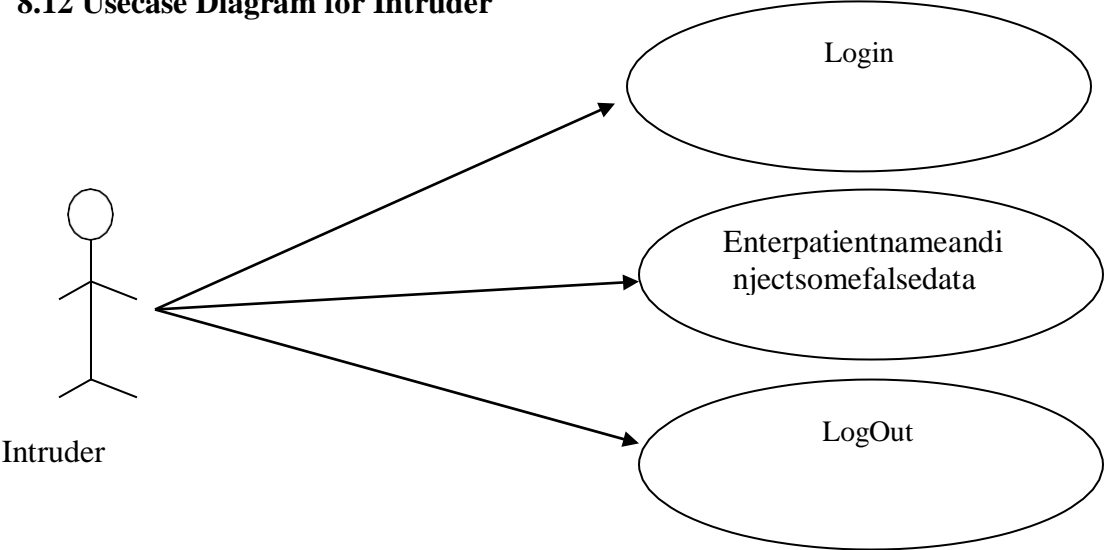 8.12 Usecase Diagram for Intruder
Login
Enterpatientnameandi
njectsomefalsedata
LogOut
Intruder